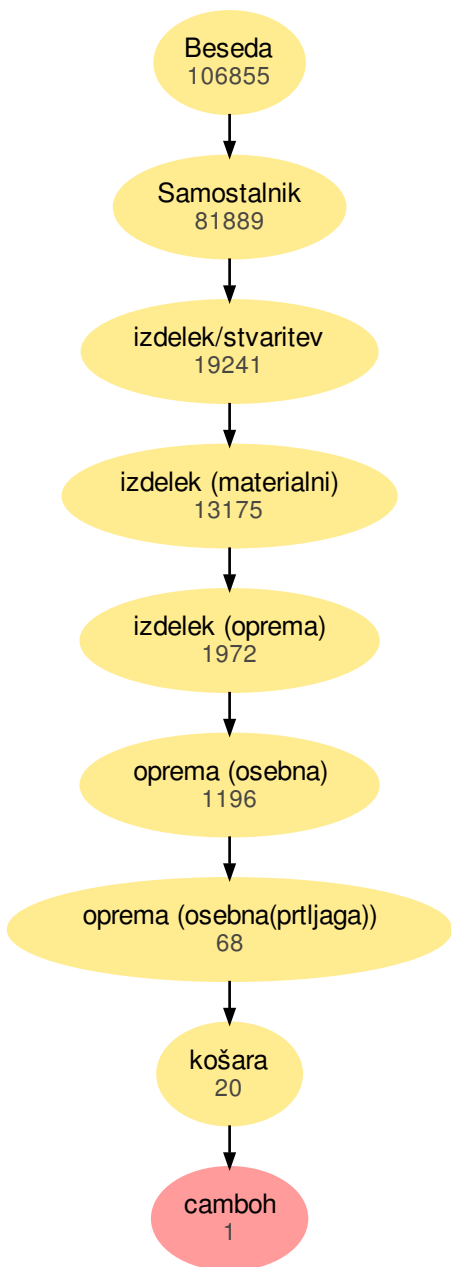 Beseda
106855
Samostalnik
81889
izdelek/stvaritev
19241
izdelek (materialni)
13175
izdelek (oprema)
1972
oprema (osebna)
1196
oprema (osebna(prtljaga))
68
košara
20
camboh
1